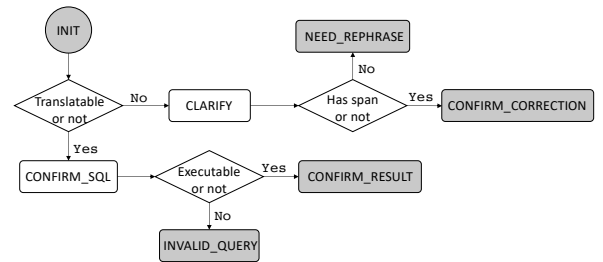 INIT
NEED_REPHRASE
No
Translatable
or not
No
CLARIFY
Has span
or not
Yes
CONFIRM_CORRECTION
Yes
CONFIRM_SQL
Executable
or not
Yes
CONFIRM_RESULT
No
INVALID_QUERY